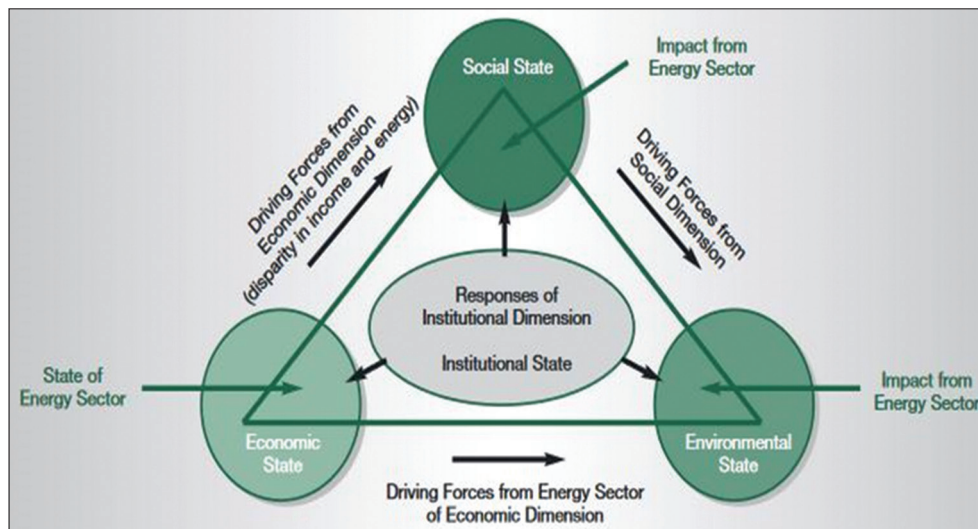 Social State
Impact from
Energy Sector
Driving Forces from
Economic Dimension
(disparity in income and energy)
Driving Forces from
Social Dimension
Responses of
Institutional Dimension
Institutional State
State of
Energy Sector
Impact from
Energy Sector
Economic
State
Environmental
State
Driving Forces from Energy Sector
of Economic Dimension